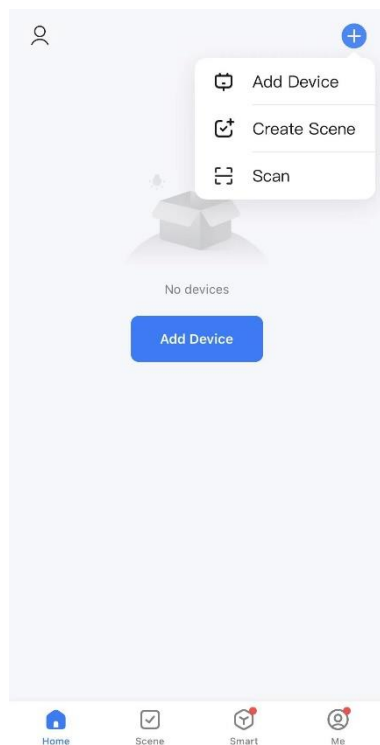 Add Device
Create Scene
Scan
No devices
Add Device
Home
Scene
Smart
Me